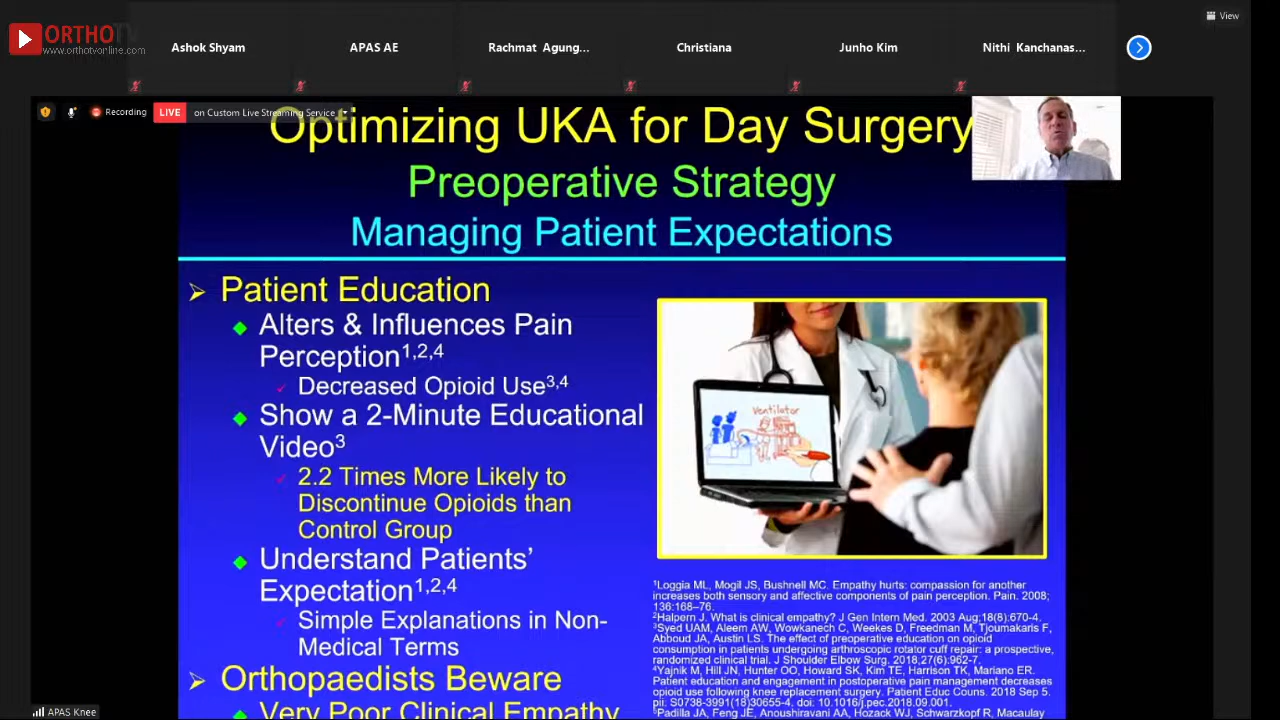 ORTHOTV
www.orthotvonline.com
Ashok Shyam
APAS AE
Rachmat Agung...
Christiana
Junho Kim
Nithi Kanchanas...
View
Recording
LIVE
on Custom Live Streaming Service
Optimizing UKA for Day Surgery
Preoperative Strategy
Managing Patient Expectations
Patient Education
Alters & Influences Pain
Perception1,2,4
Decreased Opioid Use3,4
Show a 2-Minute Educational
Video3
2.2 Times More Likely to
Discontinue Opioids than
Control Group
Understand Patients’
Expectation1,2,4
Simple Explanations in Non-
Medical Terms
Orthopaedists Beware
Very Poor Clinical Empathy
Ventilator
1Loggia ML, Mogil JS, Bushnell MC. Empathy hurts: compassion for another
increases both sensory and affective components of pain perception. Pain. 2008;
136:168–76.
2Halpern J. What is clinical empathy? J Gen Intern Med. 2003 Aug;18(8):670-4.
3Syed UAM, Aleem AW, Wowkanech C, Weekes D, Freedman M, Tjoumakaris F,
Abboud JA, Austin LS. The effect of preoperative education on opioid
consumption in patients undergoing arthroscopic rotator cuff repair: a prospective,
randomized clinical trial. J Shoulder Elbow Surg. 2018,27(6):962-7.
4Yajnik M, Hill JN, Hunter OO, Howard SK, Kim TE, Harrison TK, Mariano ER.
Patient education and engagement in postoperative pain management decreases
opioid use following knee replacement surgery. Patient Educ Couns. 2018 Sep 5.
pii: S0738-3991(18)30655-4. doi: 10.1016/j.pec.2018.09.001.
5Padilla JA, Feng JE, Anoushiravani AA, Hozack WJ, Schwarzkopf R, Macaulay
APAS Knee